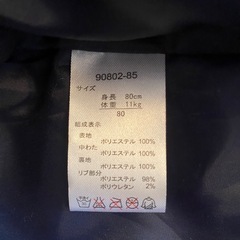 90802-85
サイズ
身長 80cm
体重 11kg
80
組成表示
表地
ポリエステル 100%
中わた
ポリエステル 100%
裏地
ポリエステル 100%
リブ部分
ポリエステル 98%
ポリウレタン 2%